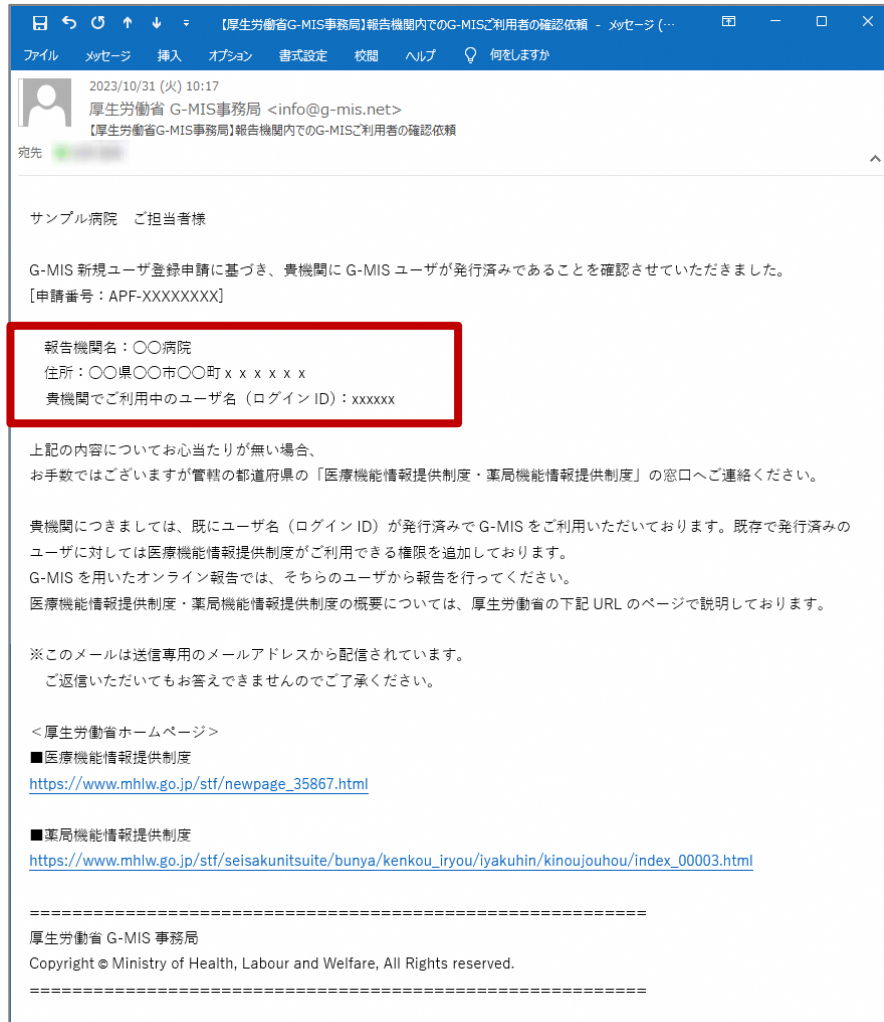 【厚生労働省G-MIS事務局】報告機関内でのG-MISご利用者の確認依頼 - メッセージ (…
ファイル メッセージ 挿入 オプション 書式設定 校閲 ヘルプ 何をしますか
2023/10/31 (火) 10:17
厚生労働省 G-MIS事務局 <info@g-mis.net>
【厚生労働省G-MIS事務局】報告機関内でのG-MISご利用者の確認依頼
宛先
サンプル病院　ご担当者様
G-MIS 新規ユーザ登録申請に基づき、貴機関に G-MIS ユーザが発行済みであることを確認させていただきました。
[申請番号：APF-XXXXXXXX]
報告機関名：〇〇病院
住所：〇〇県〇〇市〇〇町ｘｘｘｘｘｘ
貴機関でご利用中のユーザ名（ログイン ID）：xxxxxx
上記の内容についてお心当たりが無い場合、
お手数ではございますが管轄の都道府県の「医療機能情報提供制度・薬局機能情報提供制度」の窓口へご連絡ください。
貴機関につきましては、既にユーザ名（ログイン ID）が発行済みで G-MIS をご利用いただいております。既存で発行済みの
ユーザに対しては医療機能情報提供制度がご利用できる権限を追加しております。
G-MIS を用いたオンライン報告では、そちらのユーザから報告を行ってください。
医療機能情報提供制度・薬局機能情報提供制度の概要については、厚生労働省の下記 URL のページで説明しております。
※このメールは送信専用のメールアドレスから配信されています。
ご返信いただいてもお答えできませんのでご了承ください。
＜厚生労働省ホームページ＞
■医療機能情報提供制度
https://www.mhlw.go.jp/stf/newpage_35867.html
■薬局機能情報提供制度
https://www.mhlw.go.jp/stf/seisakunitsuite/bunya/kenkou_iryou/iyakuhin/kinoujouhou/index_00003.html
==========================================================
厚生労働省 G-MIS 事務局
Copyright © Ministry of Health, Labour and Welfare, All Rights reserved.
==========================================================